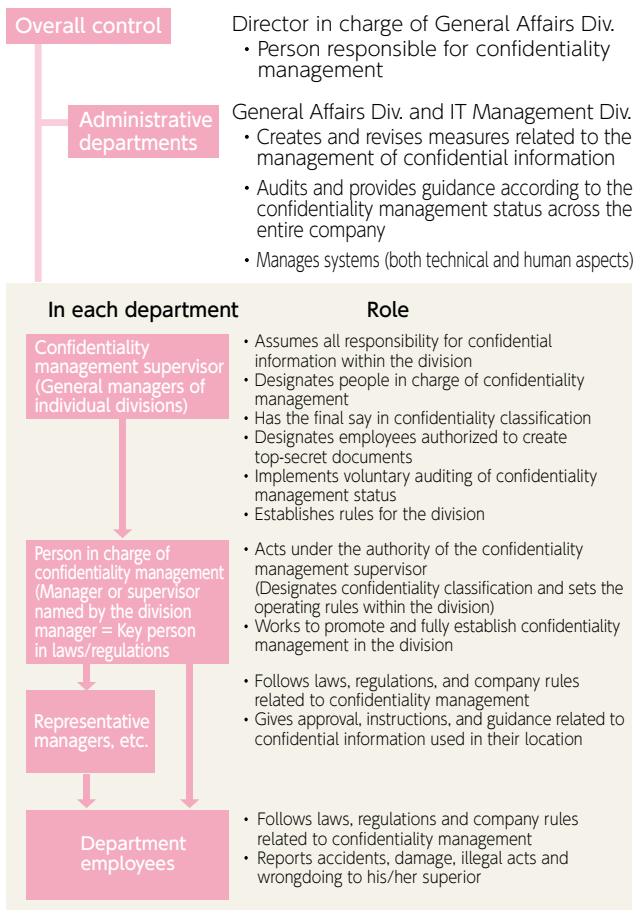 Overall control
Director in charge of General Affairs Div.
・Person responsible for confidentiality
management
Administrative
departments
General Affairs Div. and IT Management Div.
・Creates and revises measures related to the
management of confidential information
・Audits and provides guidance according to the
confidentiality management status across the
entire company
・Manages systems (both technical and human aspects)
In each department
Role
Confidentiality
management supervisor
(General managers of
individual divisions)
・Assumes all responsibility for confidential
information within the division
・Designates people in charge of confidentiality
management
・Has the final say in confidentiality classification
・Designates employees authorized to create
top-secret documents
・Implements voluntary auditing of confidentiality
management status
・Establishes rules for the division
Person in charge of
confidentiality management
(Manager or supervisor
named by the division
manager = Key person
in laws/regulations
・Acts under the authority of the confidentiality
management supervisor
(Designates confidentiality classification and sets the
operating rules within the division)
・Works to promote and fully establish confidentiality
management in the division
Representative
managers, etc.
・Follows laws, regulations, and company rules
related to confidentiality management
・Gives approval, instructions, and guidance related to
confidential information used in their location
Department
employees
・Follows laws, regulations and company rules
related to confidentiality management
・Reports accidents, damage, illegal acts and
wrongdoing to his/her superior